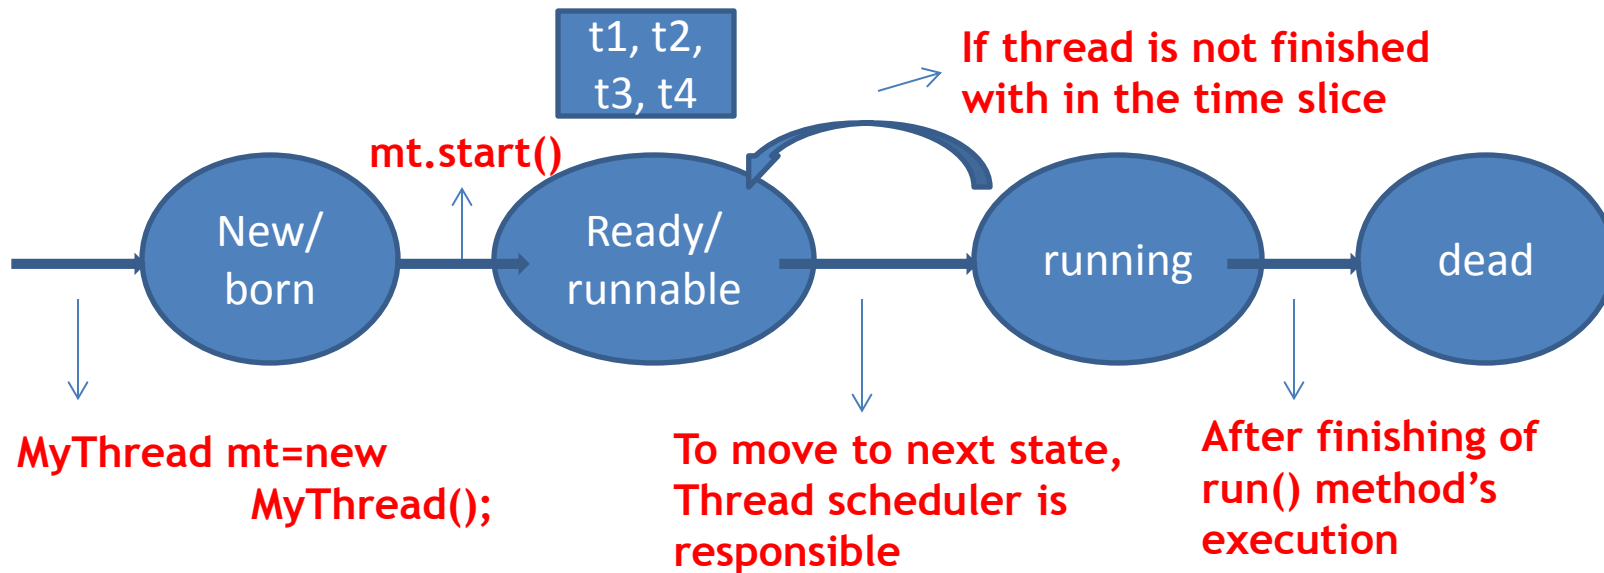 t1, t2,
t3, t4
If thread is not finished
with in the time slice
mt.start()
New/
born
Ready/
runnable
running
dead
MyThread mt=new
MyThread();
To move to next state,
Thread scheduler is
responsible
After finishing of
run() method’s
execution